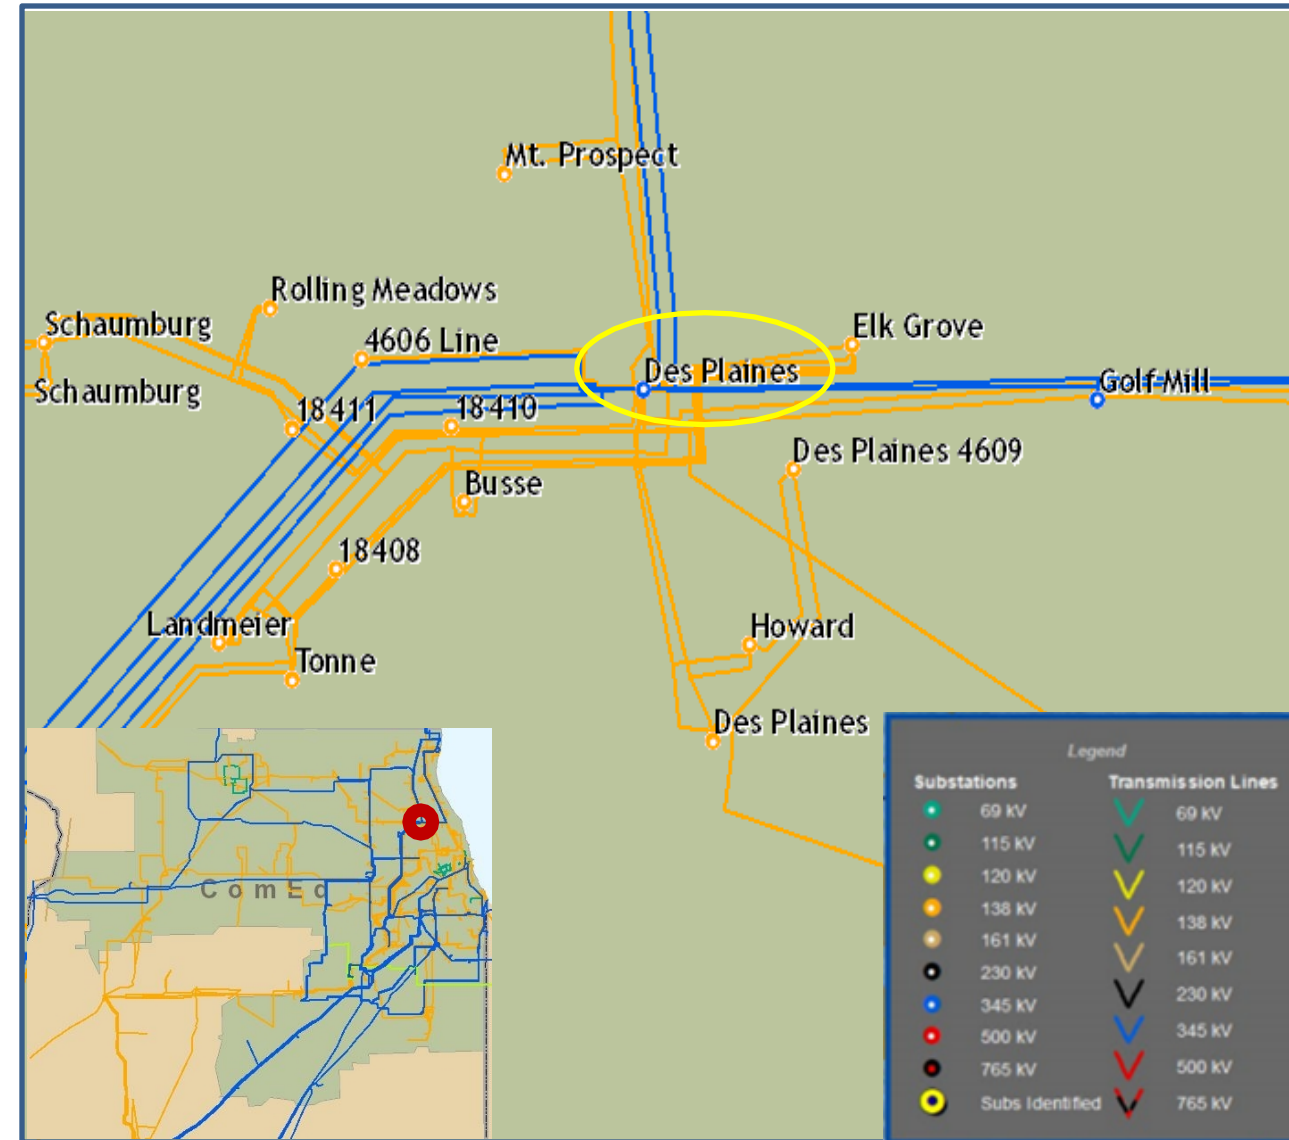 Mt. Prospect
Rolling Meadows
Schaumburg
4606 Line
Elk Grove
Des Plaines
Golf Mill
Schaumburg
18411
18410
Des Plaines 4609
Busse
18408
Landmeier
Howard
Tonne
Des Plaines
ComEd
Legend
Substations Transmission Lines
69 kV 69 kV
115 kV 115 kV
120 kV 120 kV
138 kV 138 kV
161 kV 161 kV
230 kV 230 kV
345 kV 345 kV
500 kV 500 kV
765 kV 765 kV
Subs Identified